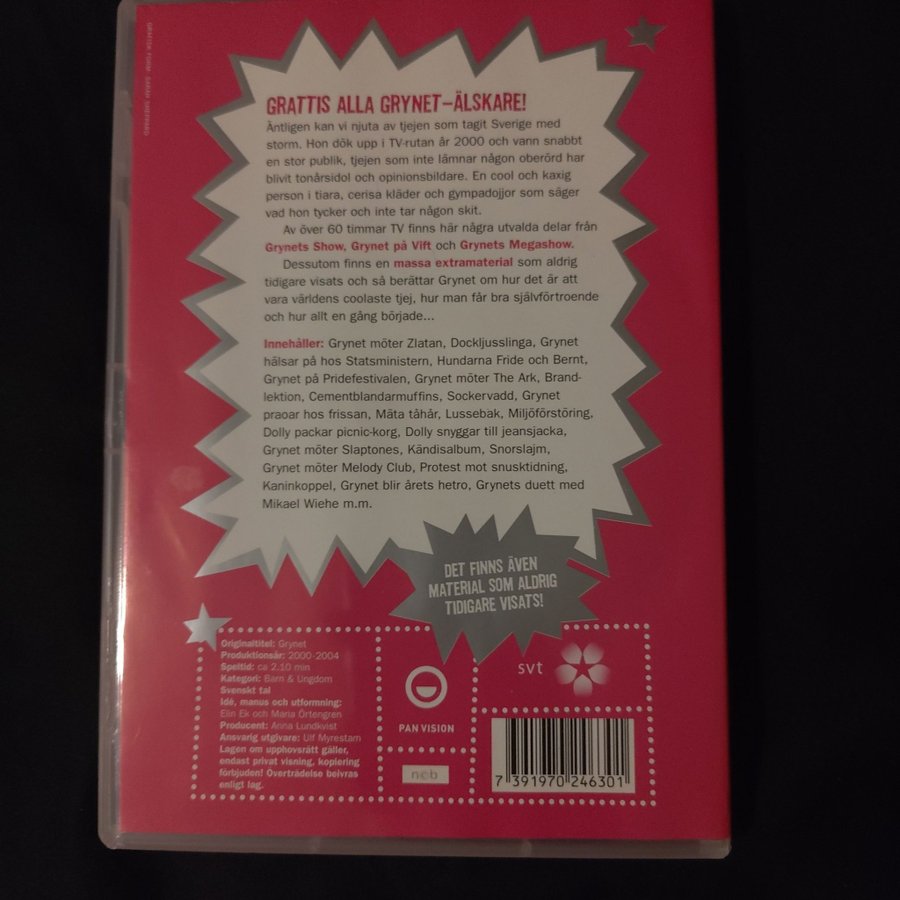 GRAFISK FORM: SARAH SHEPPARD
GRATTIS ALLA GRYNET–ÄLSKARE!
Äntligen kan vi njuta av tjejen som tagit Sverige med
storm. Hon dök upp i TV-rutan år 2000 och vann snabbt
en stor publik, tjejen som inte lämnar någon oberörd har
blivit tonårsidol och opinionsbildare. En cool och kaxig
person i tiara, cerisa kläder och gympadojjor som säger
vad hon tycker och inte tar någon skit.
Av över 60 timmar TV finns här några utvalda delar från
Grynets Show, Grynet på Vift och Grynets Megashow.
Dessutom finns en massa extramaterial som aldrig
tidigare visats och så berättar Grynet om hur det är att
vara världens coolaste tjej, hur man får bra självförtroende
och hur allt en gång började...
Innehåller: Grynet möter Zlatan, Dockljusslinga, Grynet
hälsar på hos Statsministern, Hundarna Fride och Bernt,
Grynet på Pridefestivalen, Grynet möter The Ark, Brand-
lektion, Cementblandarmuffins, Sockervadd, Grynet
praoar hos frissan, Mäta tåhår, Lussebak, Miljöförstöring,
Dolly packar picnic-korg, Dolly snyggar till jeansjacka,
Grynet möter Slaptones, Kändisalbum, Snorslajm,
Grynet möter Melody Club, Protest mot snusktidning,
Kaninkoppel, Grynet blir årets hetro, Grynets duett med
Mikael Wiehe m.m.
DET FINNS ÄVEN
MATERIAL SOM ALDRIG
TIDIGARE VISATS!
Originaltitel: Grynet
Produktionsår: 2000-2004
Speltid: ca 2.10 min
Kategori: Barn & Ungdom
Svenskt tal
Idé, manus och utformning:
Elin Ek och Maria Örtengren
Producent: Anna Lundkvist
Ansvarig utgivare: Ulf Myrestam
Lagen om upphovsrätt gäller,
endast privat visning, kopiering
förbjuden! Överträdelse beivras
enligt lag.
PAN VISION
n©b
svt
7 391970 246301